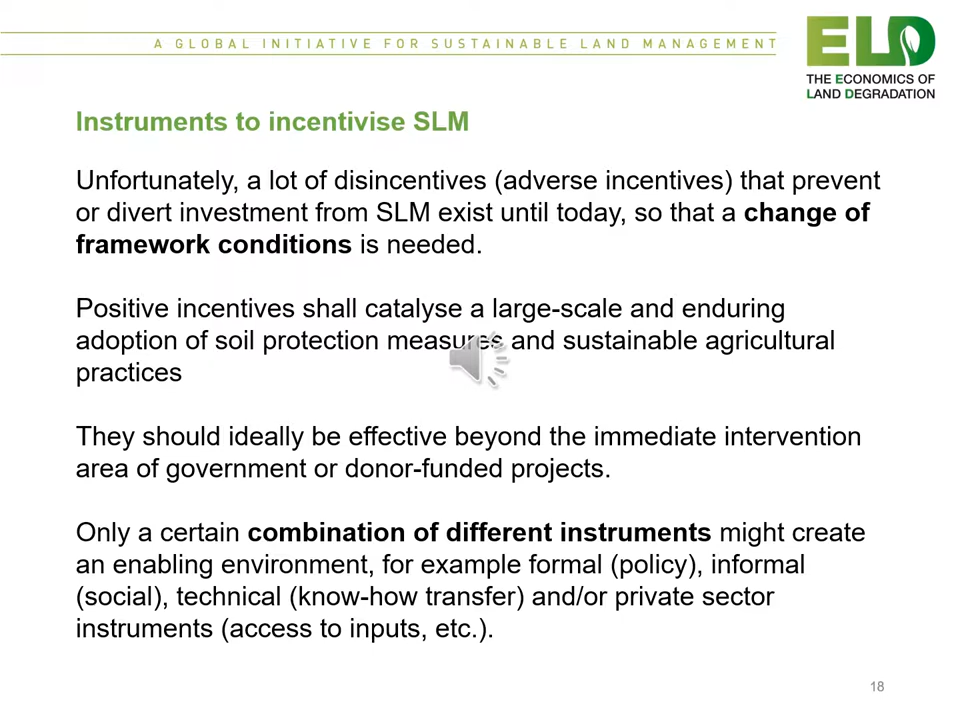 A GLOBAL INITIATIVE FOR SUSTAINABLE LAND MANAGEMENT
ELD
THE ECONOMICS OF
LAND DEGRADATION
Instruments to incentivise SLM
Unfortunately, a lot of disincentives (adverse incentives) that prevent
or divert investment from SLM exist until today, so that a change of
framework conditions is needed.
Positive incentives shall catalyse a large-scale and enduring
adoption of soil protection measures and sustainable agricultural
practices
They should ideally be effective beyond the immediate intervention
area of government or donor-funded projects.
Only a certain combination of different instruments might create
an enabling environment, for example formal (policy), informal
(social), technical (know-how transfer) and/or private sector
instruments (access to inputs, etc.).
18